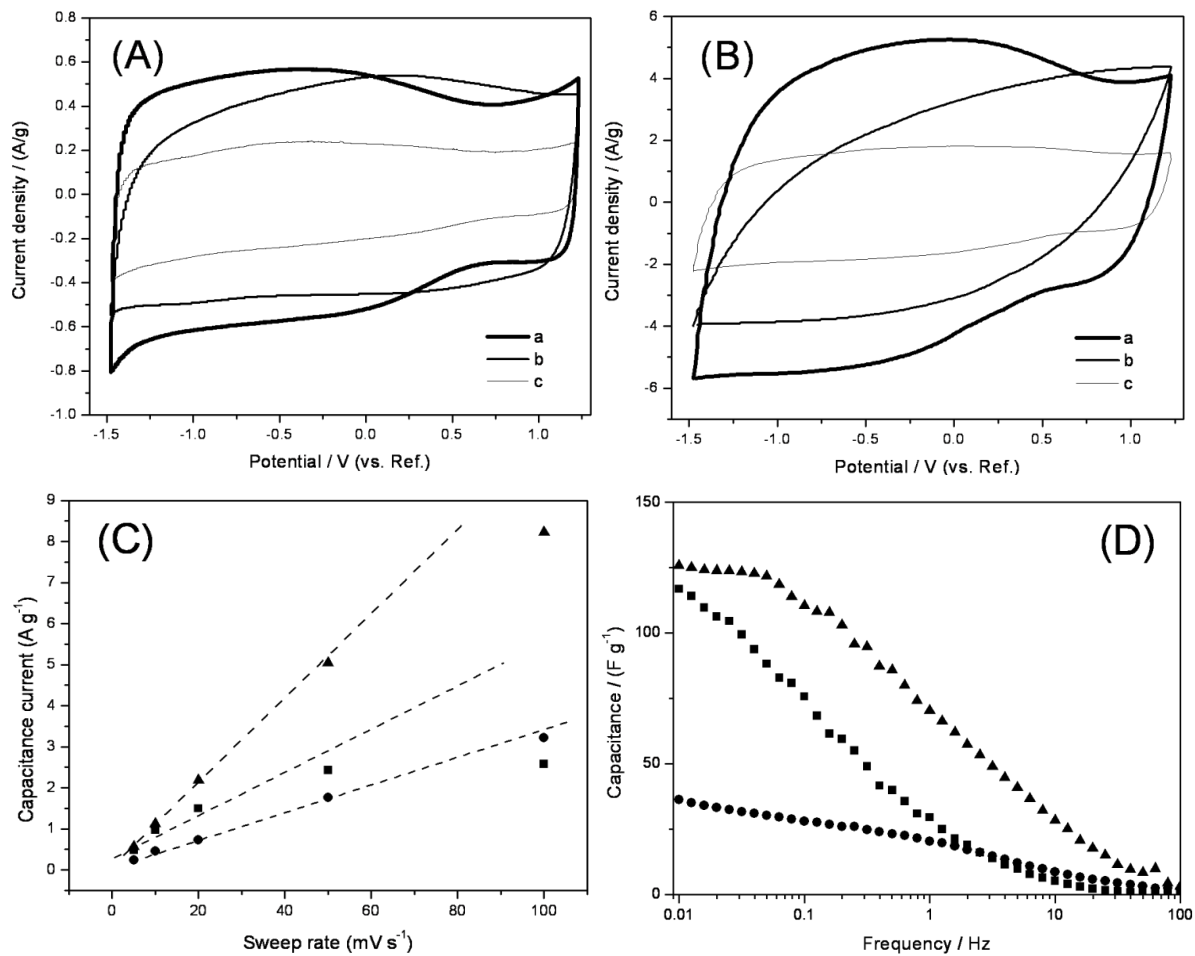 (A)
Current density / (A/g)
0.8
0.6
0.4
0.2
0.0
-0.2
-0.4
-0.6
-0.8
-1.0
a
b
c
-1.5 -1.0 -0.5 0.0 0.5 1.0
Potential / V (vs. Ref.)
(B)
Current density / (A/g)
6
4
2
0
-2
-4
-6
a
b
c
-1.5 -1.0 -0.5 0.0 0.5 1.0
Potential / V (vs. Ref.)
(C)
Capacitance current (A g⁻¹)
9
8
7
6
5
4
3
2
1
0
0 20 40 60 80 100
Sweep rate (mV s⁻¹)
(D)
Capacitance / (F g⁻¹)
150
100
50
0
0.01 0.1 1 10 100
Frequency / Hz